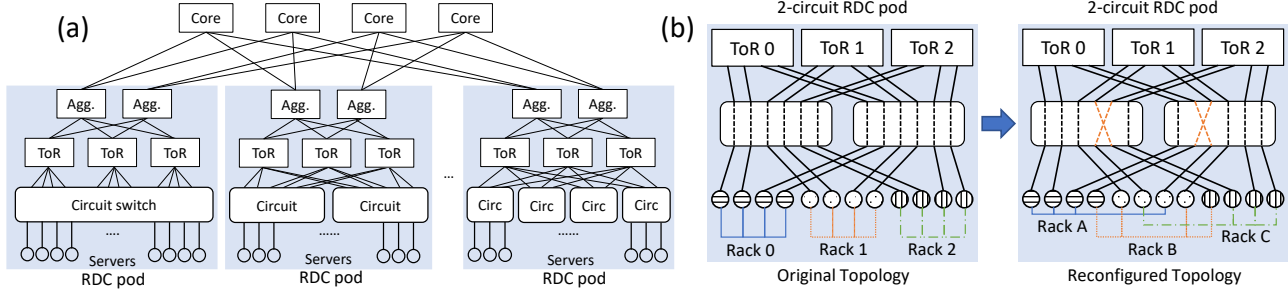 (a)
Core Core Core Core
Agg. Agg. Agg. Agg. Agg. Agg.
ToR ToR ToR ToR ToR ToR ToR ToR ToR
...
Circuit switch Circuit Circuit Circ Circ Circ Circ
.... ...... ......
Servers Servers Servers
RDC pod RDC pod RDC pod
(b)
2-circuit RDC pod 2-circuit RDC pod
ToR 0 ToR 1 ToR 2 ToR 0 ToR 1 ToR 2
Rack 0 Rack 1 Rack 2 Rack A Rack B Rack C
Original Topology Reconfigured Topology